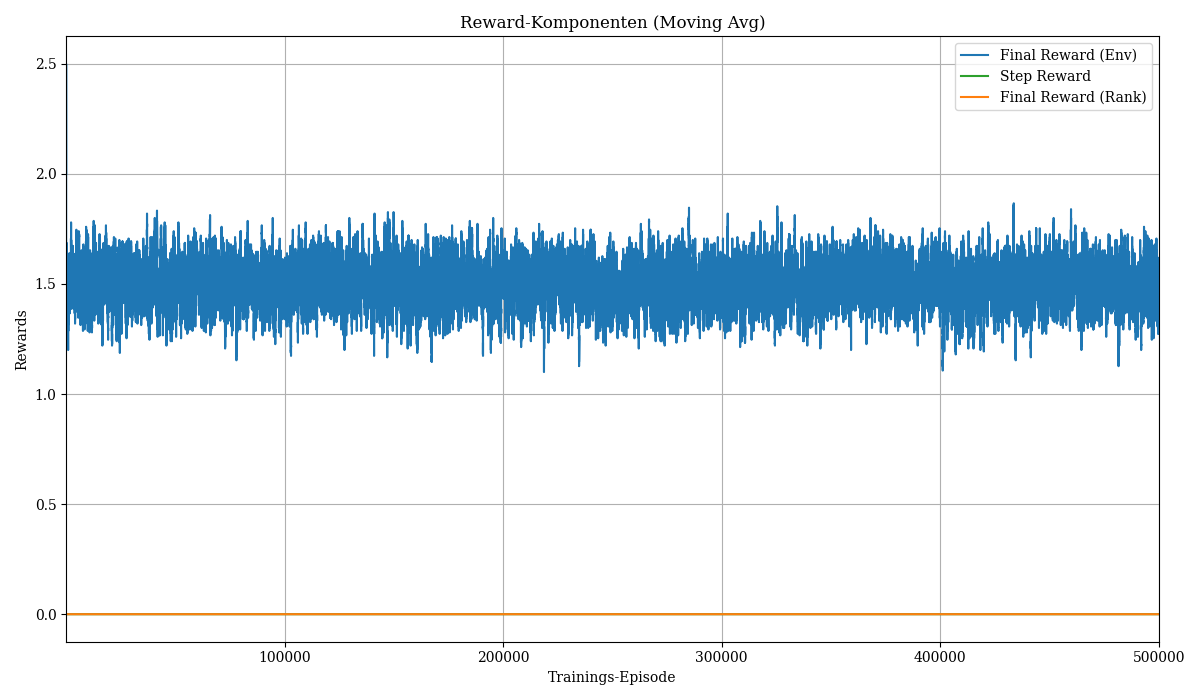 Reward-Komponenten (Moving Avg)
Final Reward (Env)
Step Reward
Final Reward (Rank)
Rewards
2.5
2.0
1.5
1.0
0.5
0.0
100000
200000
300000
400000
500000
Trainings-Episode